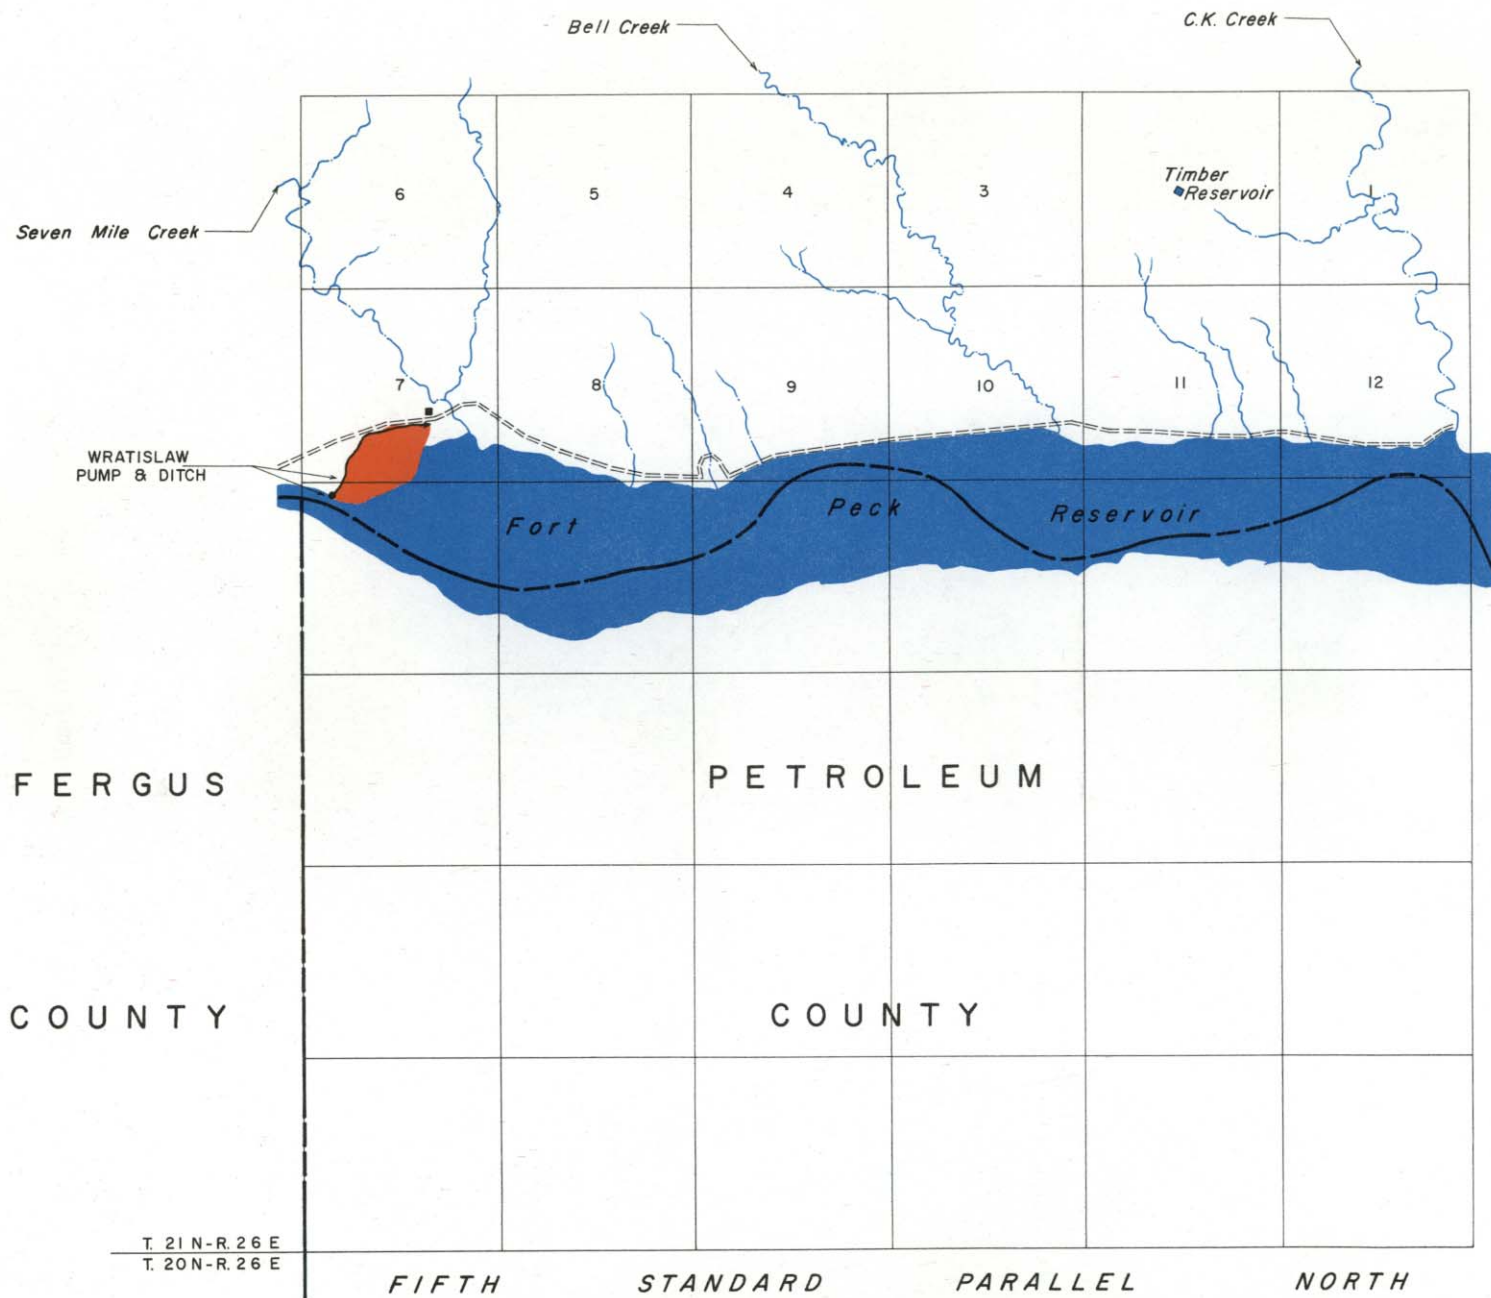 Bell Creek
C.K. Creek
6
5
4
3
Timber
Reservoir
1
Seven Mile Creek
7
8
9
10
11
12
WRATISLAW
PUMP & DITCH
Fort Peck Reservoir
FERGUS
PETROLEUM
COUNTY
COUNTY
T. 21 N-R. 26 E
T. 20 N-R. 26 E
FIFTH STANDARD PARALLEL NORTH